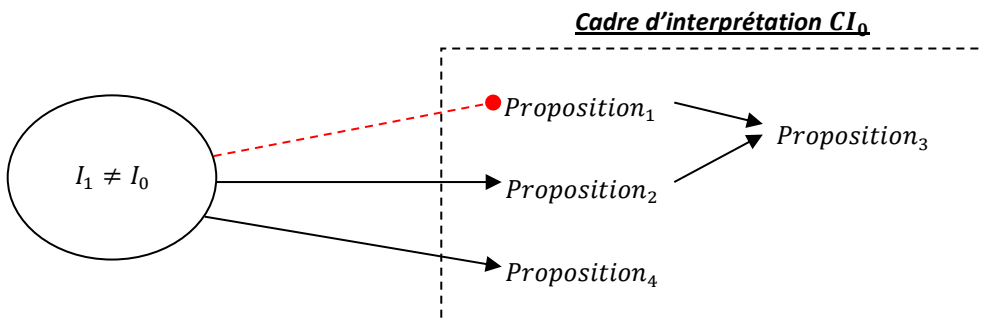 Cadre d'interprétation CI₀
Proposition₁
Proposition₃
I₁ ≠ I₀
Proposition₂
Proposition₄